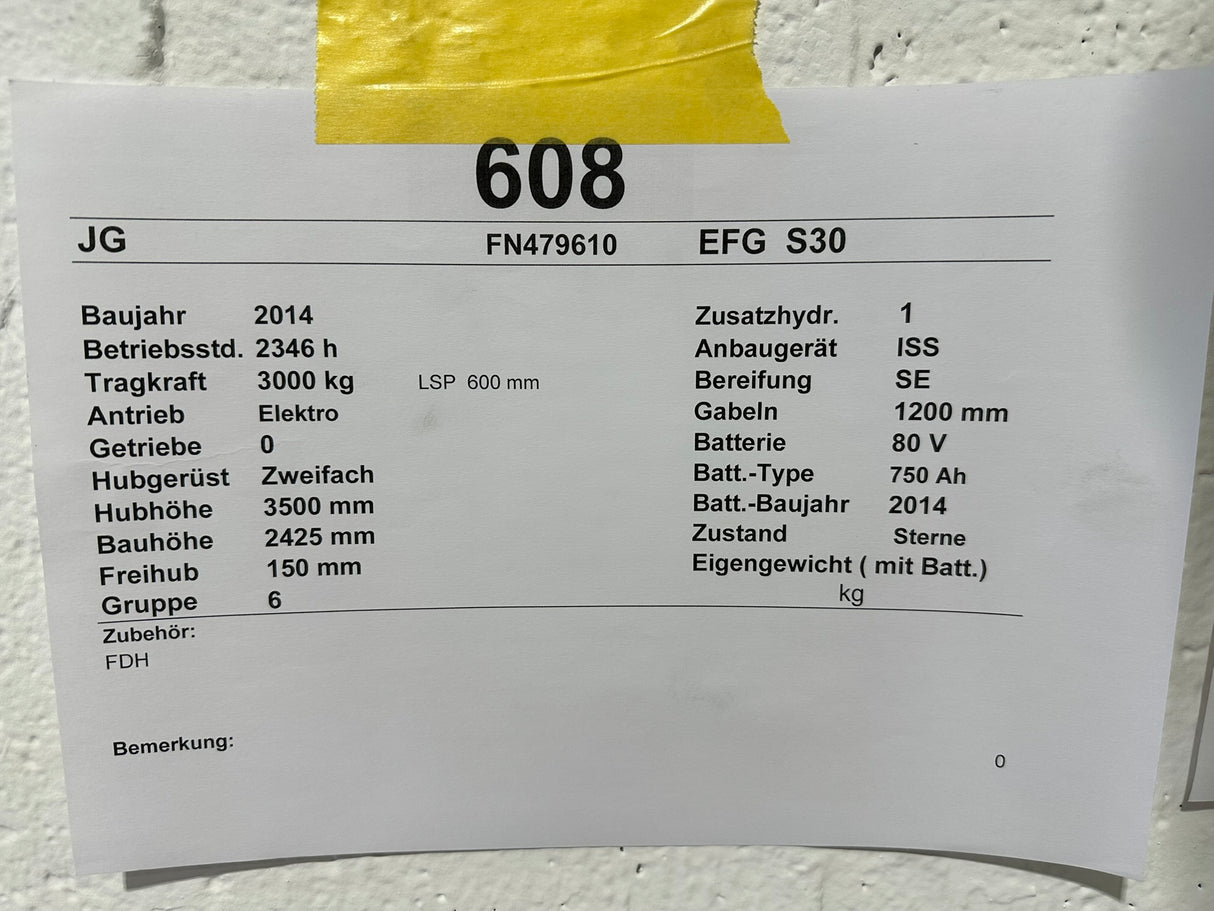 608
JG FN479610 EFG S30
Baujahr 2014 Zusatzhydr. 1
Betriebsstd. 2346 h Anbaugerät ISS
Tragkraft 3000 kg LSP 600 mm Bereifung SE
Antrieb Elektro Gabeln 1200 mm
Getriebe 0 Batterie 80 V
Hubgerüst Zweifach Batt.-Type 750 Ah
Hubhöhe 3500 mm Batt.-Baujahr 2014
Bauhöhe 2425 mm Zustand Sterne
Freihub 150 mm Eigengewicht ( mit Batt.)
Gruppe 6 kg
Zubehör:
FDH
Bemerkung:
0